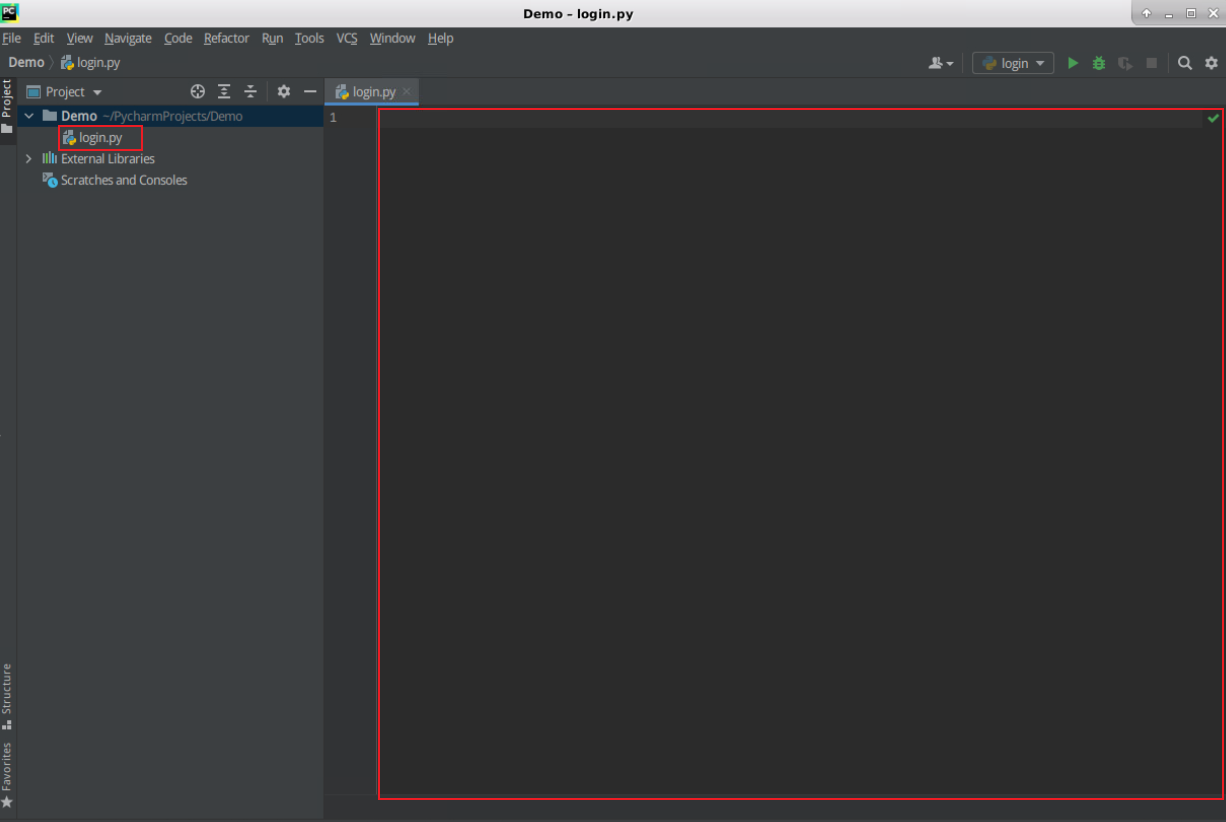 PC
Demo – login.py
File Edit View Navigate Code Refactor Run Tools VCS Window Help
Demo login.py
login
Project
Project
login.py
Demo ~/PycharmProjects/Demo
1
login.py
External Libraries
Scratches and Consoles
Structure
Favorites